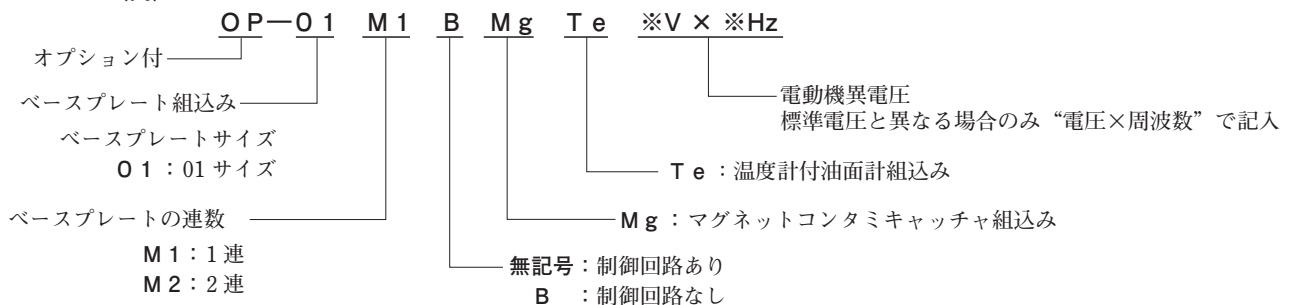 OP－01 M1 B Mg Te ※V × ※Hz
オプション付
ベースプレート組込み
ベースプレートサイズ
01：01サイズ
ベースプレートの連数
M1：1連
M2：2連
電動機異電圧
標準電圧と異なる場合のみ“電圧×周波数”で記入
Te：温度計付油面計組込み
Mg：マグネットコンタミキャッチャ組込み
無記号：制御回路あり
B ：制御回路なし